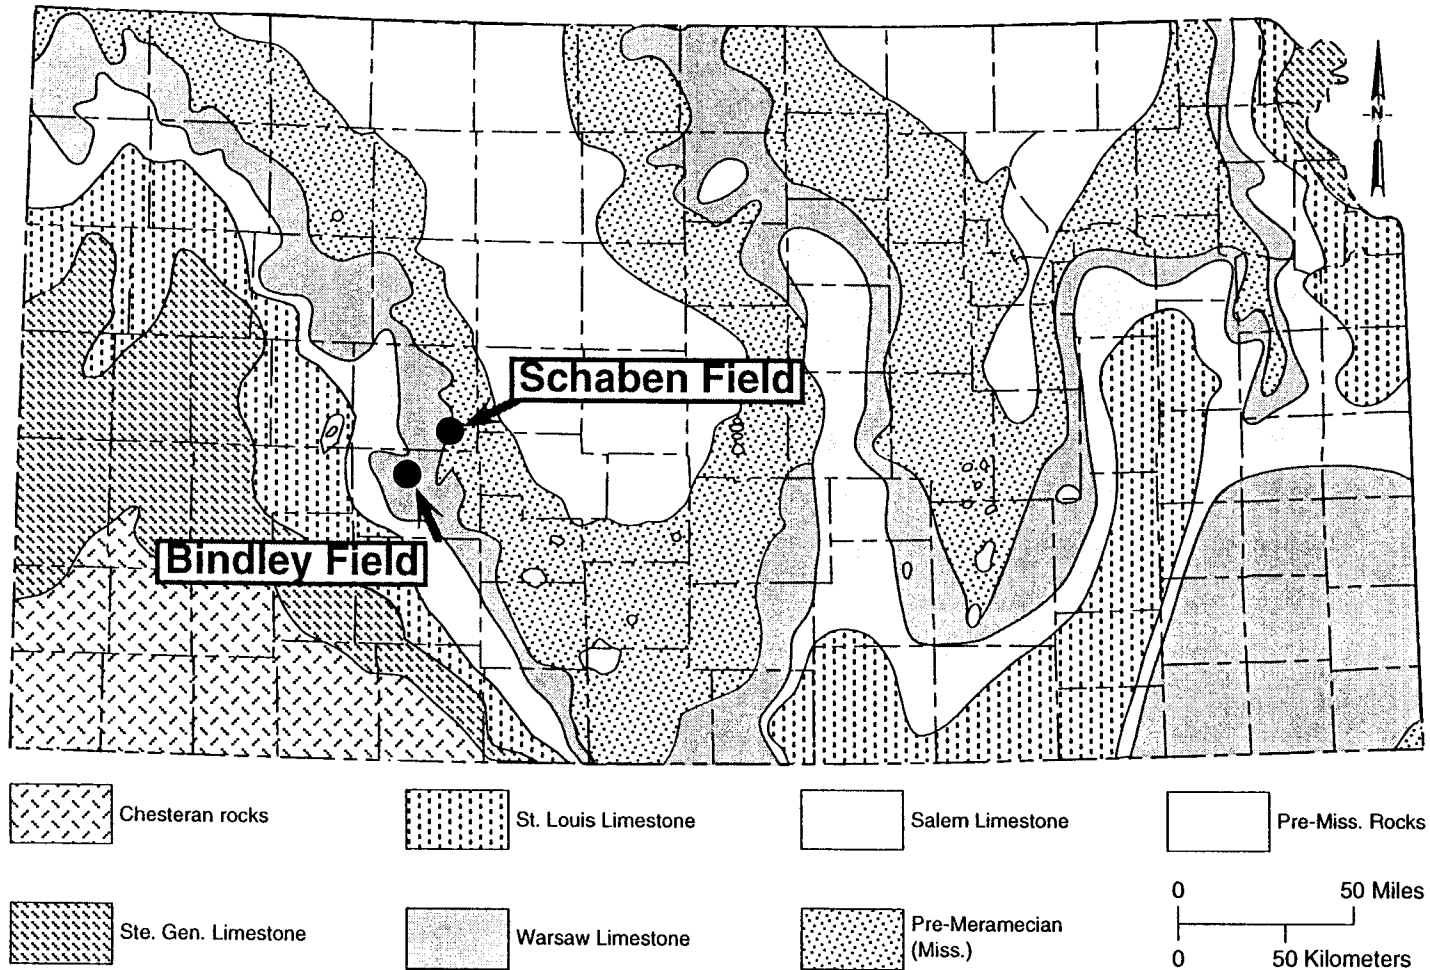 N
Schaben Field
Bindley Field
Chesteran rocks
St. Louis Limestone
Salem Limestone
Pre-Miss. Rocks
Ste. Gen. Limestone
Warsaw Limestone
Pre-Meramecian
(Miss.)
0 50 Miles
0 50 Kilometers